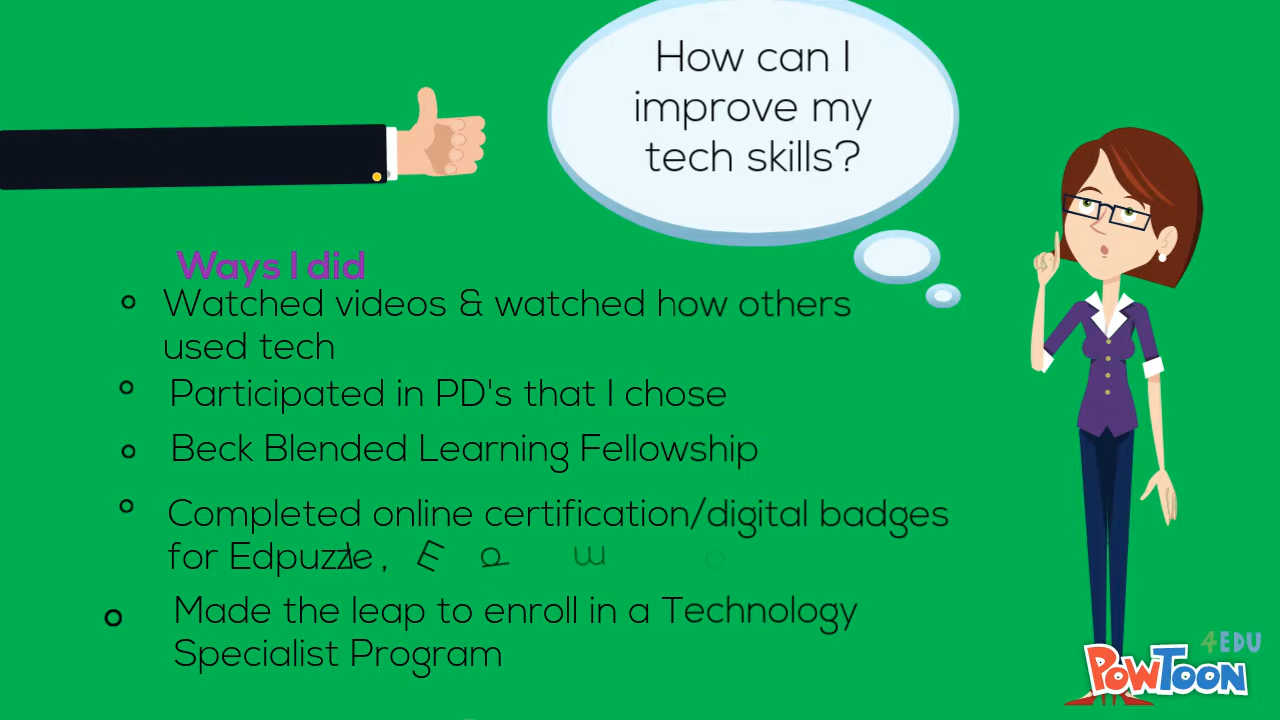 How can I
improve my
tech skills?
Ways I did
Watched videos & watched how others
used tech
Participated in PD's that I chose
Beck Blended Learning Fellowship
Completed online certification/digital badges
for Edpuzzle,
Made the leap to enroll in a Technology
Specialist Program
4EDU
POWTOON